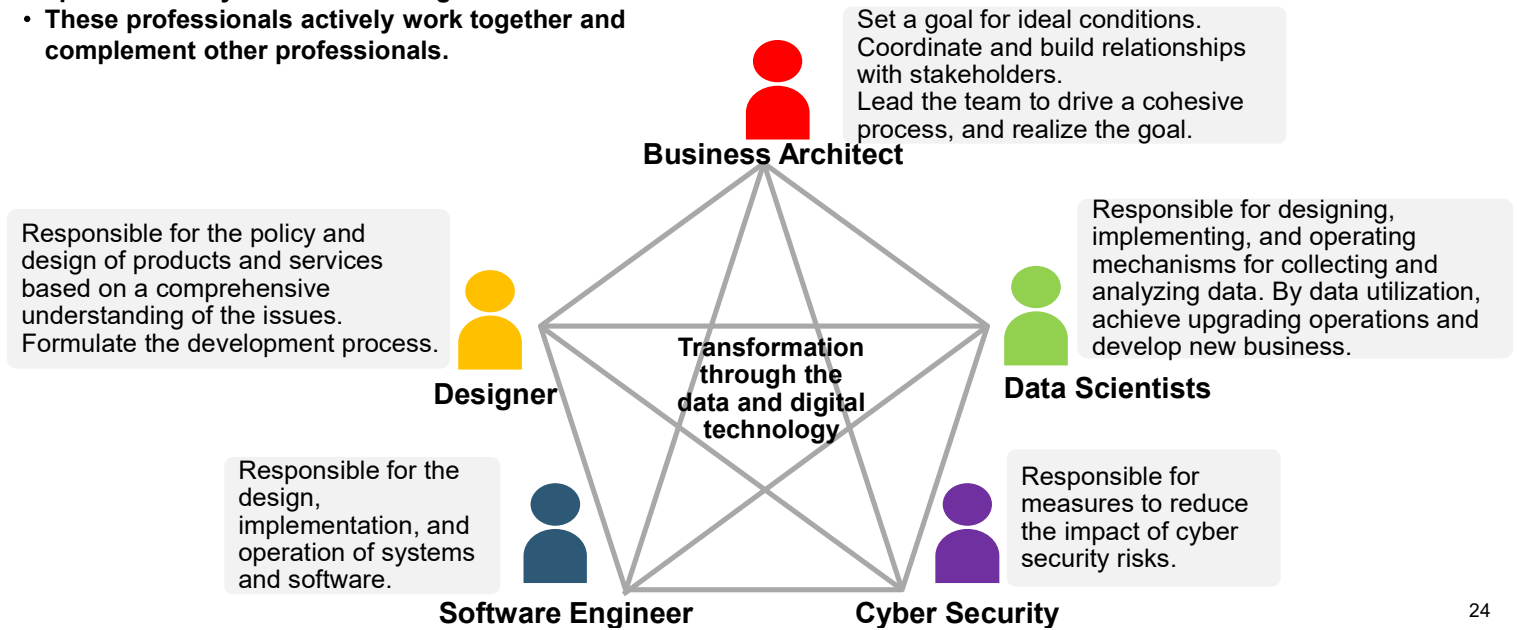 • These professionals actively work together and
complement other professionals.
Set a goal for ideal conditions.
Coordinate and build relationships
with stakeholders.
Lead the team to drive a cohesive
process, and realize the goal.
Business Architect
Responsible for the policy and
design of products and services
based on a comprehensive
understanding of the issues.
Formulate the development process.
Designer
Responsible for designing,
implementing, and operating
mechanisms for collecting and
analyzing data. By data utilization,
achieve upgrading operations and
develop new business.
Data Scientists
Transformation
through the
data and digital
technology
Responsible for the
design,
implementation, and
operation of systems
and software.
Software Engineer
Responsible for
measures to reduce
the impact of cyber
security risks.
Cyber Security
24